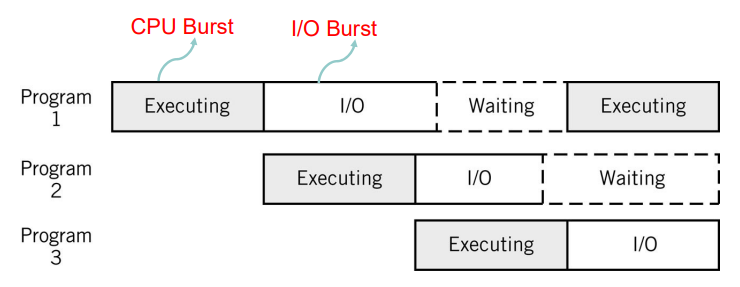 CPU Burst I/O Burst
Program 1 Executing I/O Waiting Executing
Program 2 Executing I/O Waiting
Program 3 Executing I/O